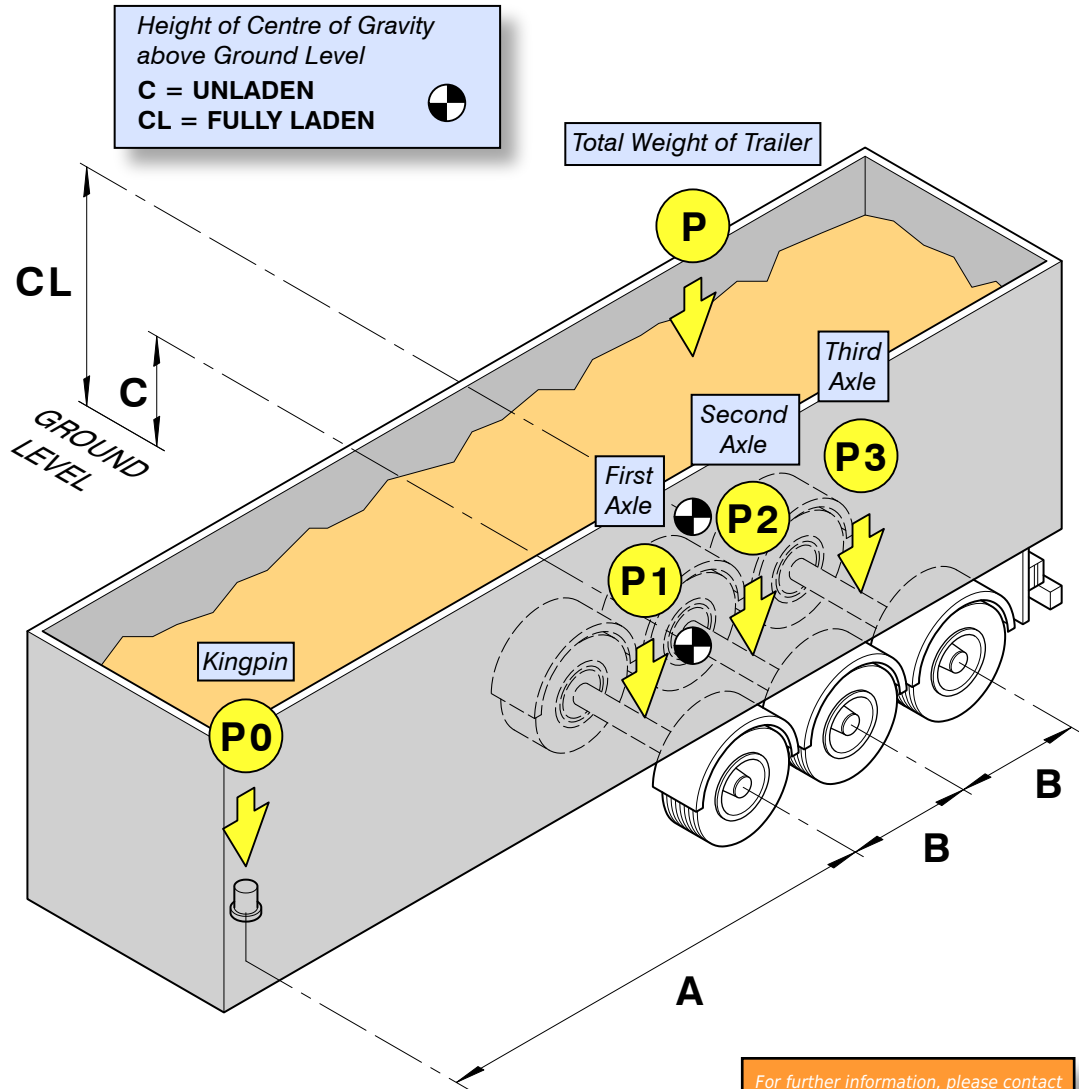 Height of Centre of Gravity
above Ground Level
C = UNLADEN
CL = FULLY LADEN
Total Weight of Trailer
P
CL
C
GROUND
LEVEL
Third
Axle
Second
Axle
First
Axle
P3
P2
P1
Kingpin
P0
B
B
A
For further information, please contact